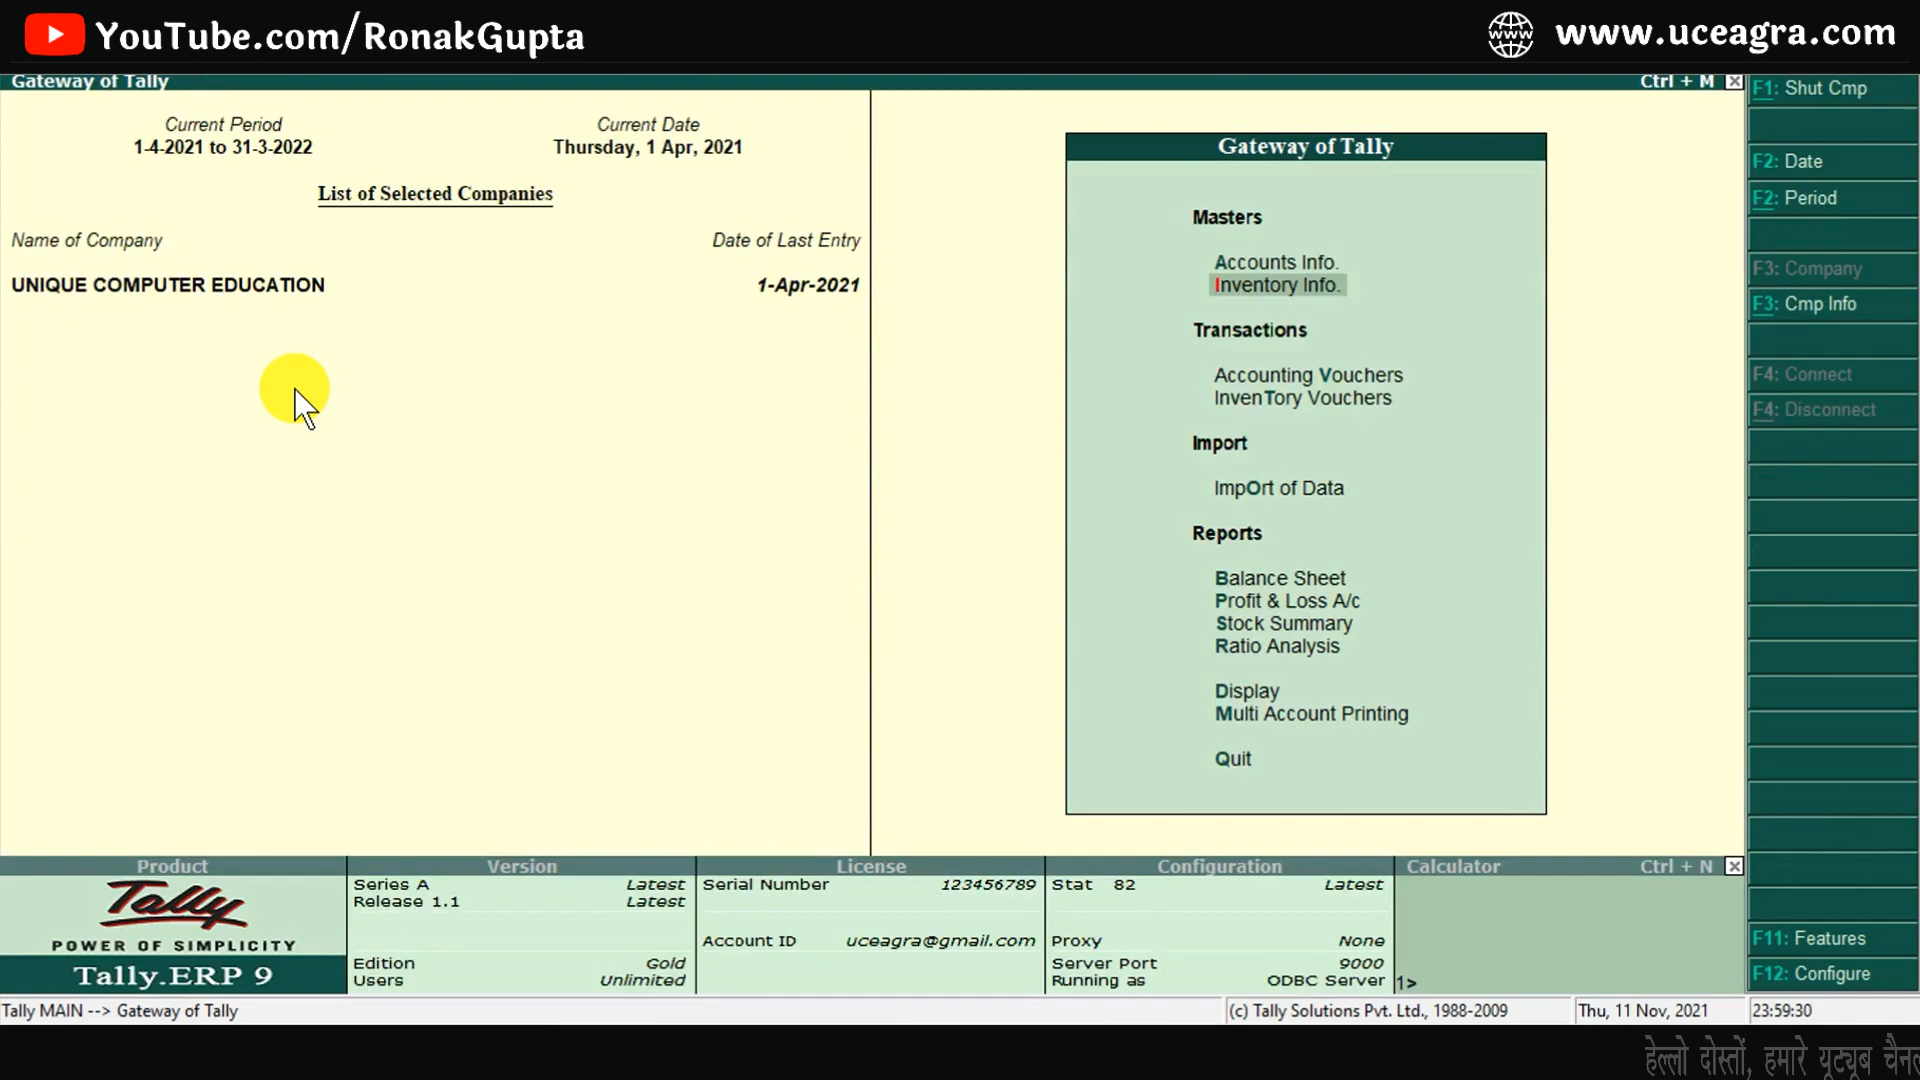 YouTube.com/RonakGupta
www.uceagra.com
Gateway of Tally
Ctrl + M
Current Period
1-4-2021 to 31-3-2022
Current Date
Thursday, 1 Apr, 2021
List of Selected Companies
Name of Company
Date of Last Entry
UNIQUE COMPUTER EDUCATION
1-Apr-2021
Gateway of Tally
Masters
Accounts Info.
Inventory Info.
Transactions
Accounting Vouchers
InvenTory Vouchers
Import
ImpOrt of Data
Reports
Balance Sheet
Profit & Loss A/c
Stock Summary
Ratio Analysis
Display
Multi Account Printing
Quit
F1: Shut Cmp
F2: Date
F2: Period
F3: Company
F3: Cmp Info
F4: Connect
F4: Disconnect
F11: Features
F12: Configure
Product
Tally
POWER OF SIMPLICITY
Tally.ERP 9
Version
Series A Latest
Release 1.1 Latest
Edition Gold
Users Unlimited
License
Serial Number 123456789
Account ID uceagra@gmail.com
Configuration
Stat 82 Latest
Proxy None
Server Port 9000
Running as ODBC Server
Calculator Ctrl + N
1>
Tally MAIN --> Gateway of Tally
(c) Tally Solutions Pvt. Ltd., 1988-2009
Thu, 11 Nov, 2021
23:59:30
हेल्लो दोस्तों, हमारे यूट्यूब चैनल